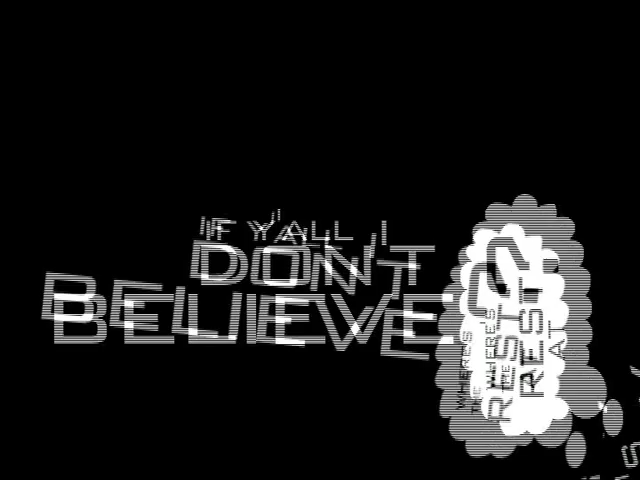 IF Y'ALL
DON'T
BELIEVE
WHERE'S
THE
REST
AT